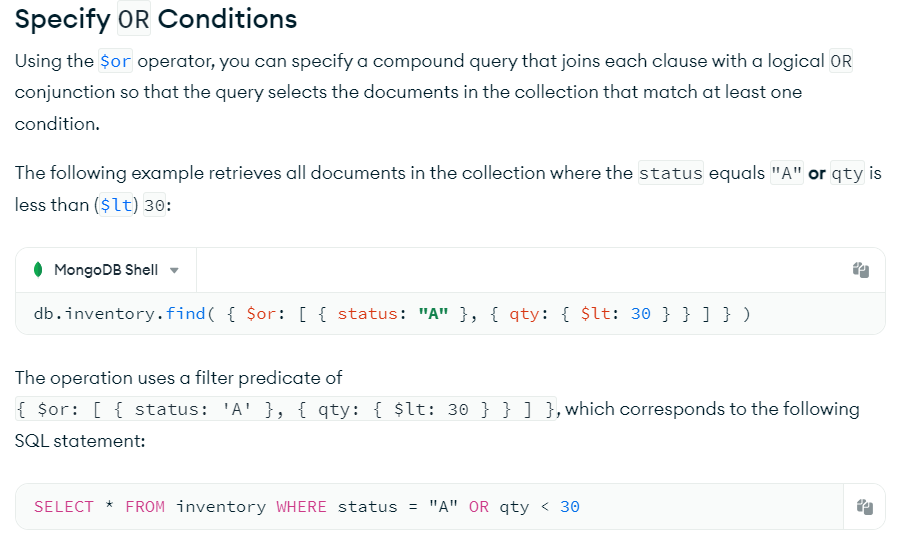 Specify OR Conditions
Using the $or operator, you can specify a compound query that joins each clause with a logical OR
conjunction so that the query selects the documents in the collection that match at least one
condition.
The following example retrieves all documents in the collection where the status equals "A" or qty is
less than ($lt) 30:
MongoDB Shell
db.inventory.find( { $or: [ { status: "A" }, { qty: { $lt: 30 } } ] } )
The operation uses a filter predicate of
{ $or: [ { status: 'A' }, { qty: { $lt: 30 } } ] }, which corresponds to the following
SQL statement:
SELECT * FROM inventory WHERE status = "A" OR qty < 30